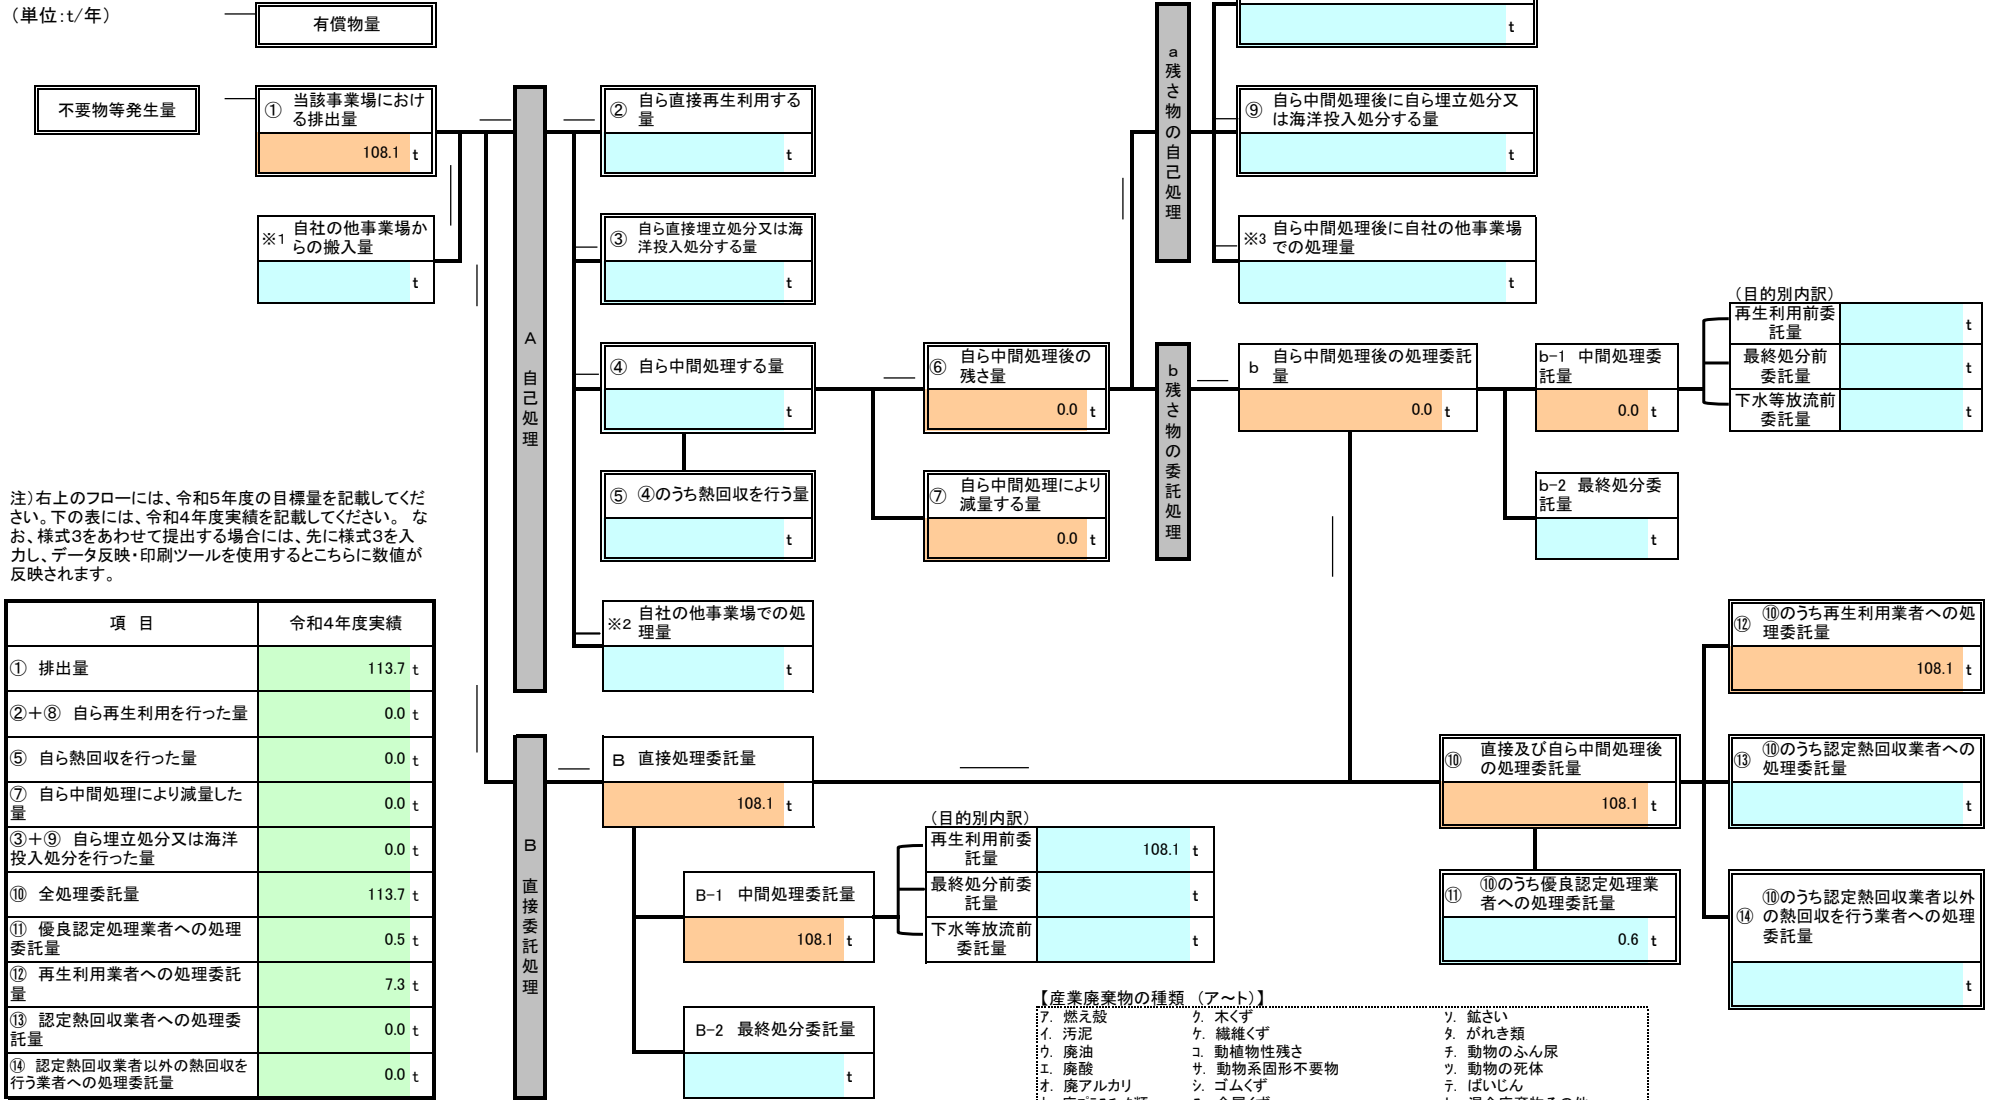 （単位：t/年）
有償物量
不要物等発生量
① 当該事業場におけ
る排出量
108.1 t
※1 自社の他事業場か
らの搬入量
t
A 自己処理
② 自ら直接再生利用する
量
t
③ 自ら直接埋立処分又は海
洋投入処分する量
t
④ 自ら中間処理する量
t
⑤ ④のうち熱回収を行う量
t
※2 自社の他事業場での処
理量
t
⑥ 自ら中間処理後の
残さ量
0.0 t
⑦ 自ら中間処理により
減量する量
0.0 t
a 残さ物の自己処理
t
⑨ 自ら中間処理後に自ら埋立処分又
は海洋投入処分する量
t
※3 自ら中間処理後に自社の他事業場
での処理量
t
b 残さ物の委託処理
b 自ら中間処理後の処理委託
量
0.0 t
b-1 中間処理委
託量
0.0 t
b-2 最終処分委
託量
t
（目的別内訳）
再生利用前委
託量
t
最終処分前
委託量
t
下水等放流前
委託量
t
注）右上のフローには、令和5年度の目標量を記載してくだ
さい。下の表には、令和4年度実績を記載してください。 な
お、様式3をあわせて提出する場合には、先に様式3を入
力し、データ反映・印刷ツールを使用するとこちらに数値が
反映されます。
項 目 令和4年度実績
① 排出量 113.7 t
②＋⑧ 自ら再生利用を行った量 0.0 t
⑤ 自ら熱回収を行った量 0.0 t
⑦ 自ら中間処理により減量した
量 0.0 t
③＋⑨ 自ら埋立処分又は海洋
投入処分を行った量 0.0 t
⑩ 全処理委託量 113.7 t
⑪ 優良認定処理業者への処理
委託量 0.5 t
⑫ 再生利用業者への処理委託
量 7.3 t
⑬ 認定熱回収業者への処理委
託量 0.0 t
⑭ 認定熱回収業者以外の熱回収を
行う業者への処理委託量 0.0 t
B 直接委託処理
B 直接処理委託量
108.1 t
B-1 中間処理委託量
108.1 t
B-2 最終処分委託量
t
（目的別内訳）
再生利用前委
託量
108.1 t
最終処分前委
託量
t
下水等放流前
委託量
t
⑩ 直接及び自ら中間処理後
の処理委託量
108.1 t
⑪ ⑩のうち優良認定処理業
者への処理委託量
0.6 t
⑫ ⑩のうち再生利用業者への処
理委託量
108.1 t
⑬ ⑩のうち認定熱回収業者への
処理委託量
⑭ ⑩のうち認定熱回収業者以外
の熱回収を行う業者への処理
委託量
t
【産業廃棄物の種類 （ア～ト）】
ア. 燃え殻 ク. 木くず ソ. 鉱さい
イ. 汚泥 ケ. 繊維くず タ. がれき類
ウ. 廃油 コ. 動植物性残さ チ. 動物のふん尿
エ. 廃酸 サ. 動物系固形不要物 ツ. 動物の死体
オ. 廃アルカリ シ. ゴムくず テ. ばいじん